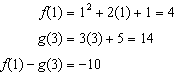 f(1) = 1² + 2(1) + 1 = 4
g(3) = 3(3) + 5 = 14
f(1) − g(3) = −10